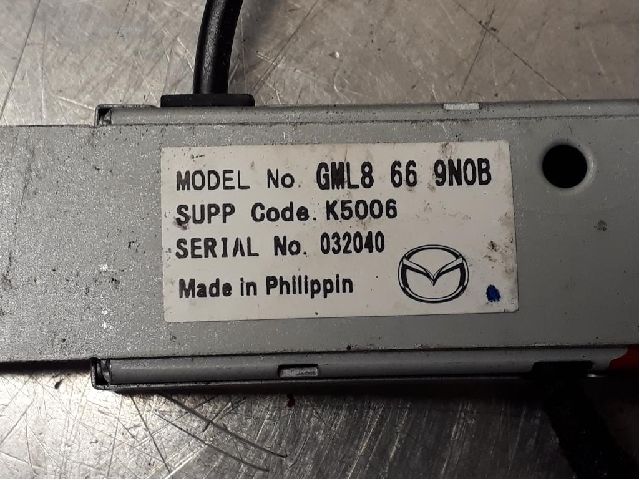 MODEL No. GML8 66 9N0B
SUPP Code. K5006
SERIAL No. 032040
Made in Philippin